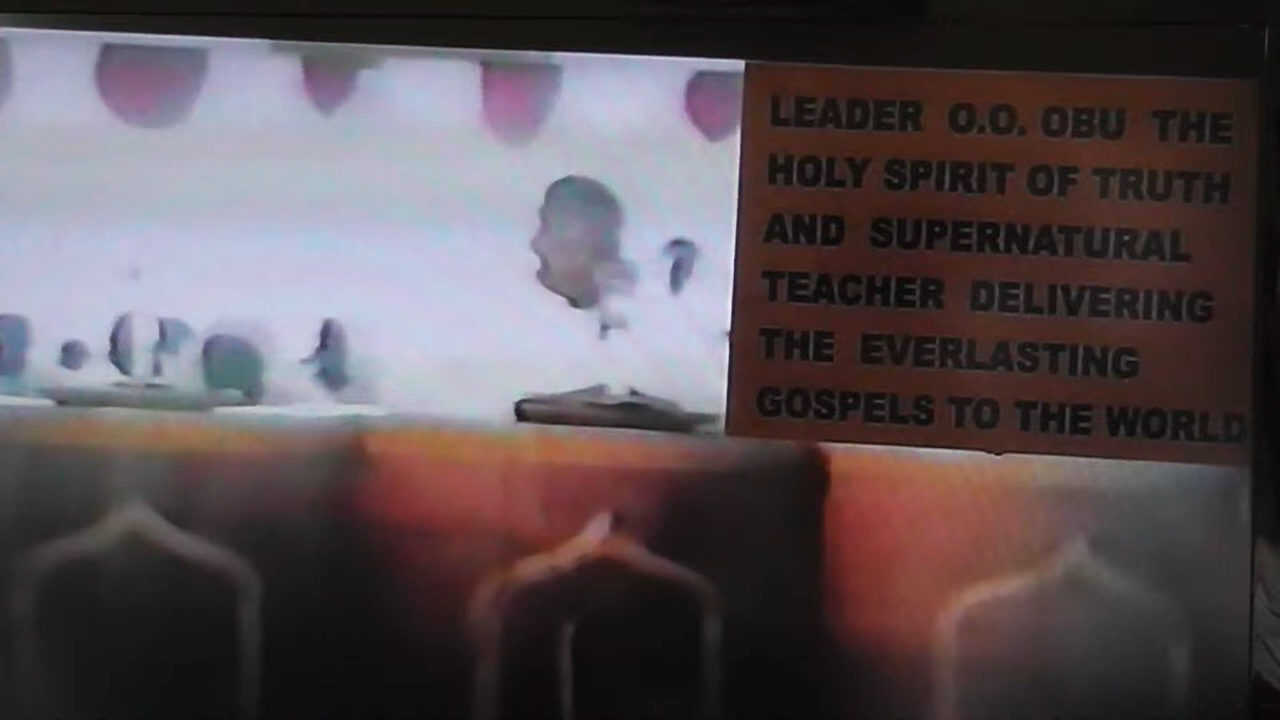 LEADER O.O. OBU THE
HOLY SPIRIT OF TRUTH
AND SUPERNATURAL
TEACHER DELIVERING
THE EVERLASTING
GOSPELS TO THE WORLD